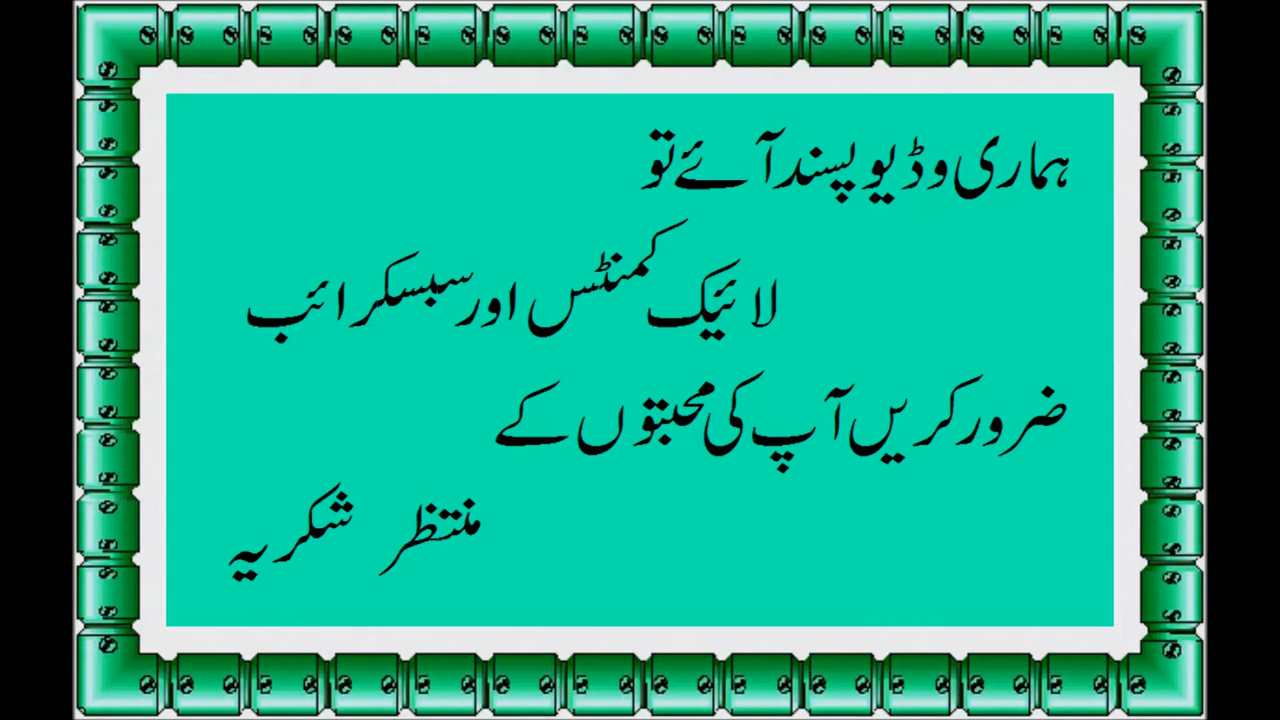 ہماری وڈیو پسند آئے تو
لائیک کمنٹس اور سبسکرائب
ضرور کریں آپ کی محبتوں کے
منتظر شکریہ